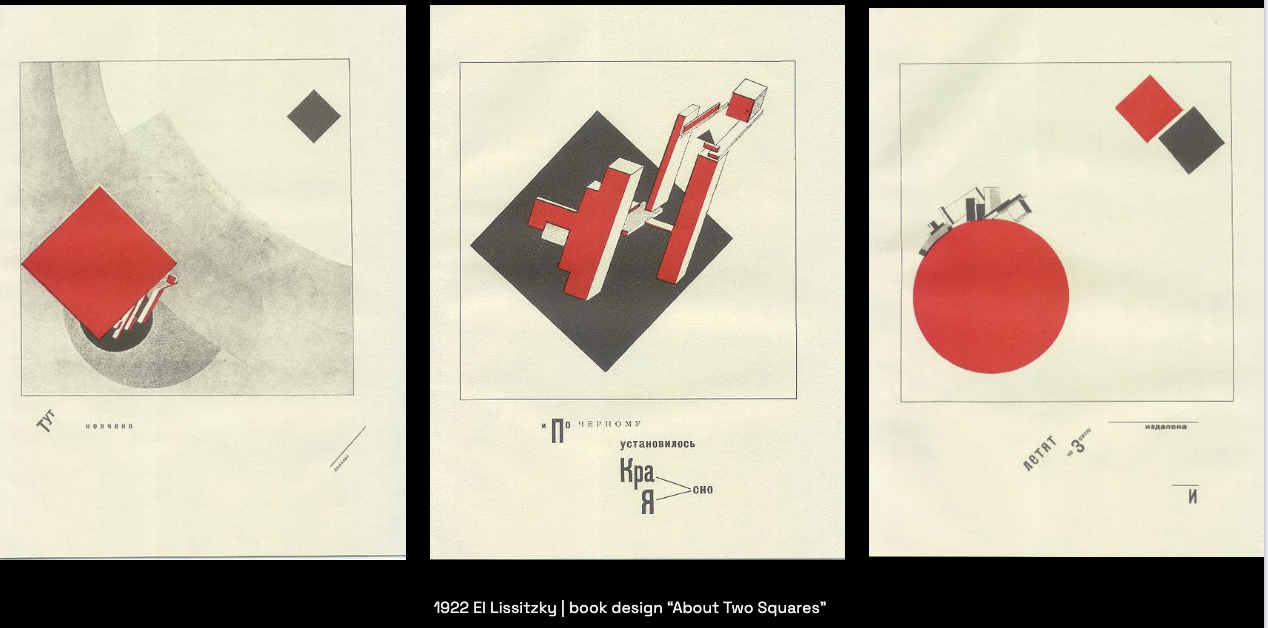 Тут
кончено
и По ЧЕРНОМУ
установилось
Кра
сно
Я
летят на Землю
издалека
И
1922 El Lissitzky | book design "About Two Squares"